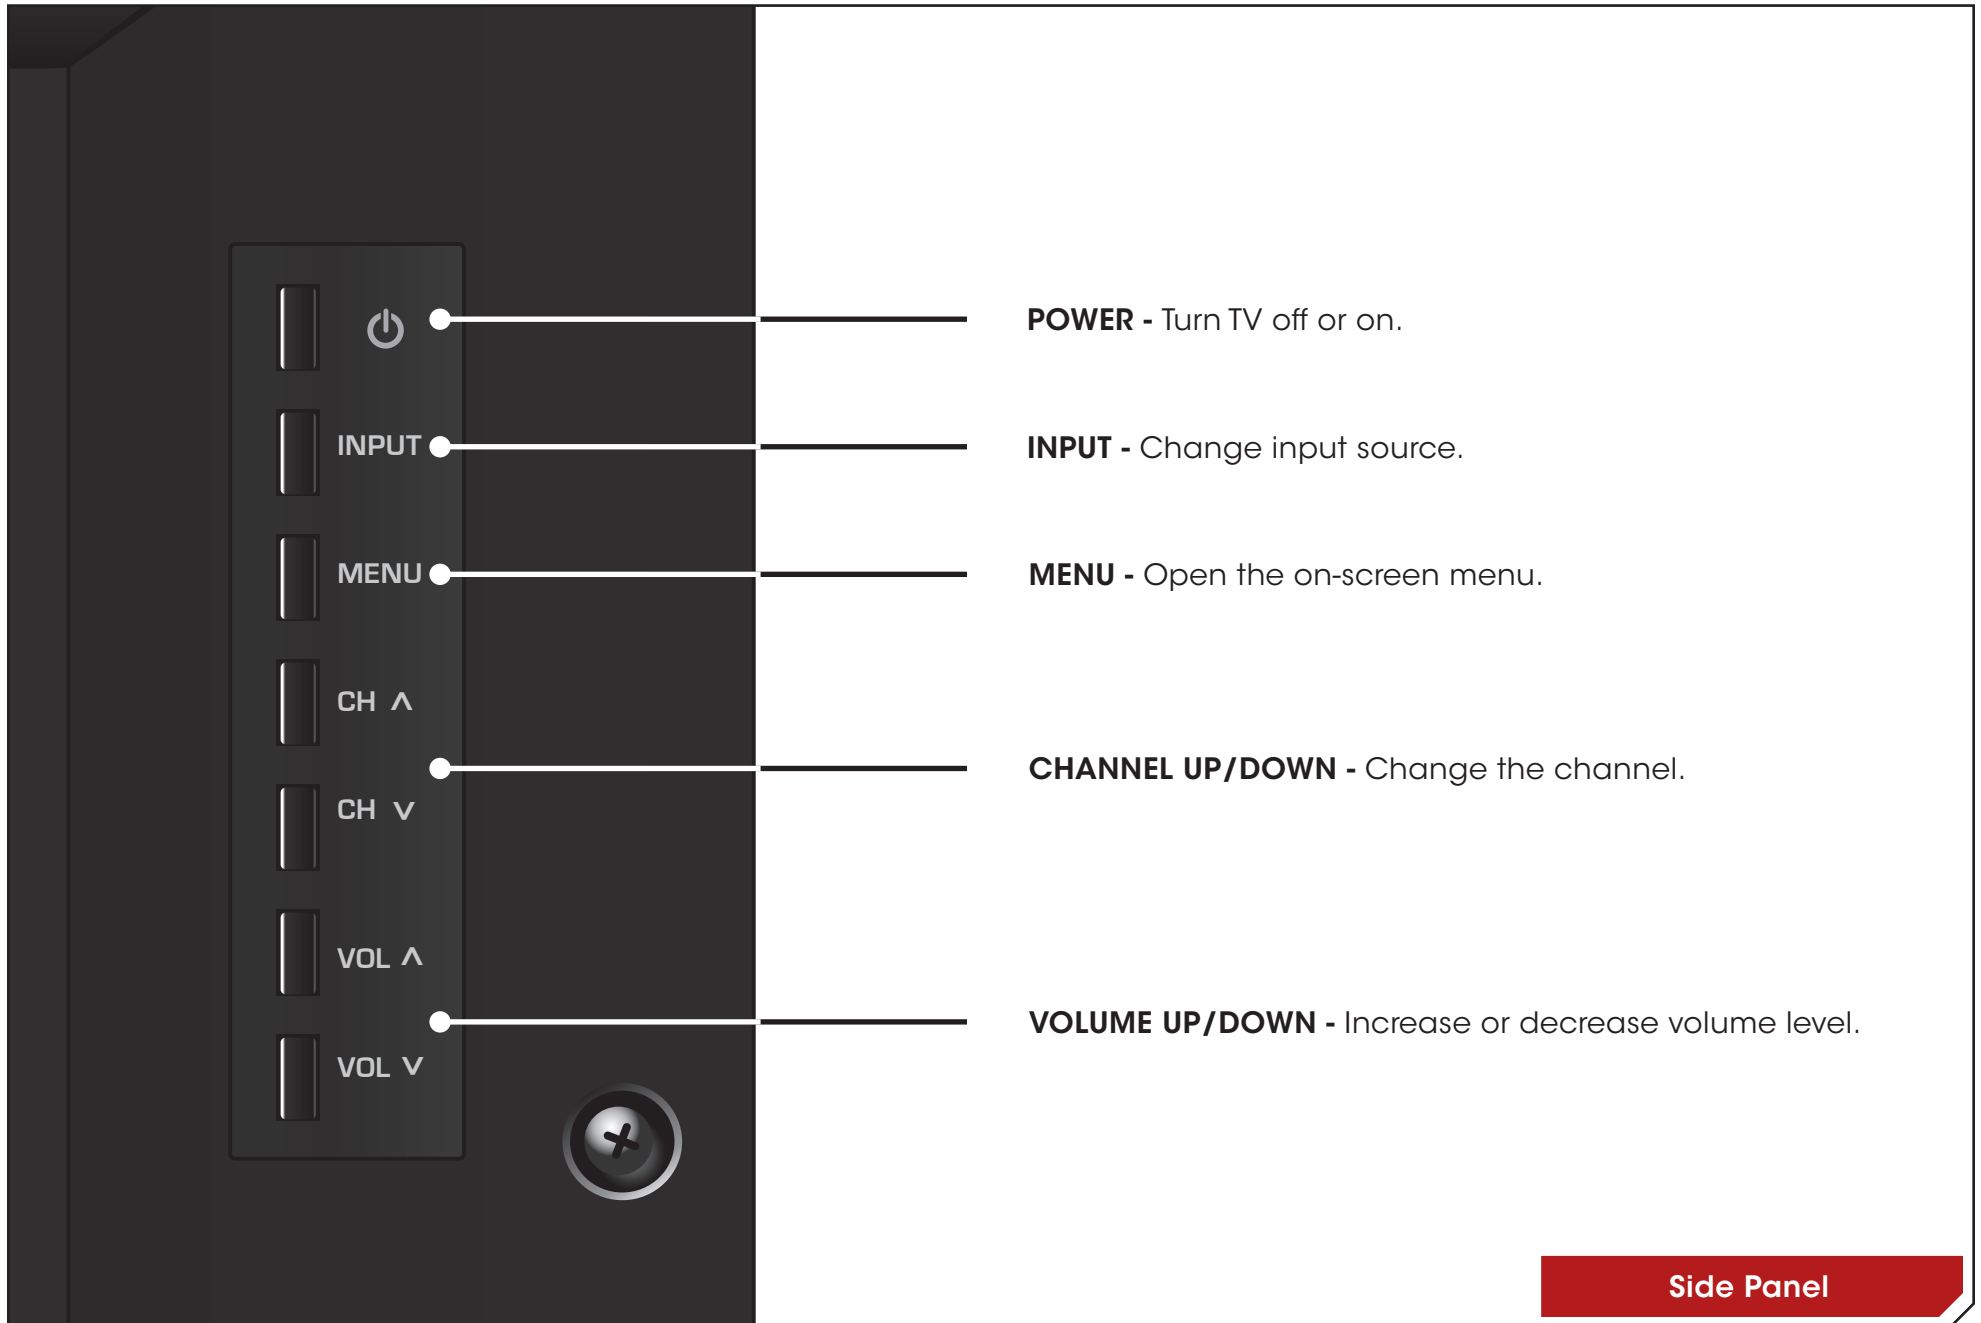 POWER - Turn TV off or on.
INPUT
INPUT - Change input source.
MENU
MENU - Open the on-screen menu.
CH ∧
CHANNEL UP/DOWN - Change the channel.
CH ∨
VOL ∧
VOLUME UP/DOWN - Increase or decrease volume level.
VOL ∨
Side Panel